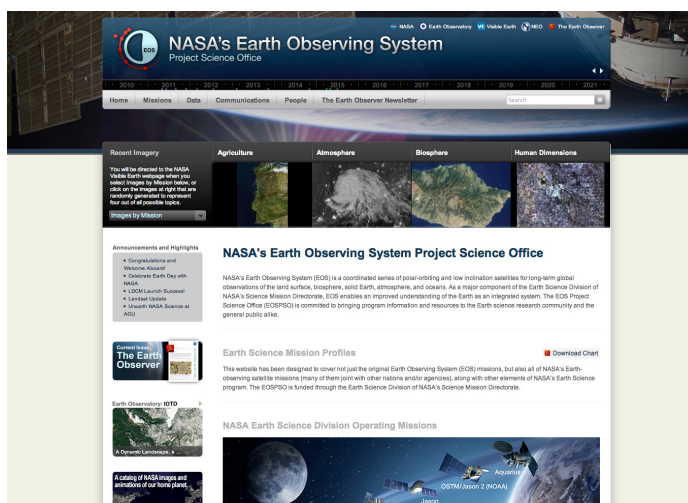 NASA
Earth Observatory
VE Visible Earth
NEO
The Earth Observer
EOS
NASA's Earth Observing System
Project Science Office
2010 2011 2012 2013 2014 2015 2016 2017 2018 2019 2020 2021
Home Missions Data Communications People The Earth Observer Newsletter
Search
Recent Imagery
You will be directed to the NASA
Visible Earth webpage when you
select Images by Mission below, or
click on the images at right that are
randomly generated to represent
four out of all possible topics.
Images by Mission
Agriculture
Atmosphere
Biosphere
Human Dimensions
Announcements and Highlights
Congratulations and
Welcome Aboard!
Celebrate Earth Day with
NASA
LDCM Launch Success!
Landsat Update
Unearth NASA Science at
AGU
Current Issue
The Earth
Observer
Earth Observatory: IOTD
A Dynamic Landscape, a ...
A catalog of NASA images and
animations of our home planet.
NASA's Earth Observing System Project Science Office
NASA's Earth Observing System (EOS) is a coordinated series of polar-orbiting and low inclination satellites for long-term global
observations of the land surface, biosphere, solid Earth, atmosphere, and oceans. As a major component of the Earth Science Division of
NASA's Science Mission Directorate, EOS enables an improved understanding of the Earth as an integrated system. The EOS Project
Science Office (EOSPSO) is committed to bringing program information and resources to the Earth science research community and the
general public alike.
Earth Science Mission Profiles
Download Chart
This website has been designed to cover not just the original Earth Observing System (EOS) missions, but also all of NASA's Earth-
observing satellite missions (many of them joint with other nations and/or agencies), along with other elements of NASA's Earth Science
program. The EOSPSO is funded through the Earth Science Division of NASA's Science Mission Directorate.
NASA Earth Science Division Operating Missions
Aquarius
OSTM/Jason 2 (NOAA)
Jason